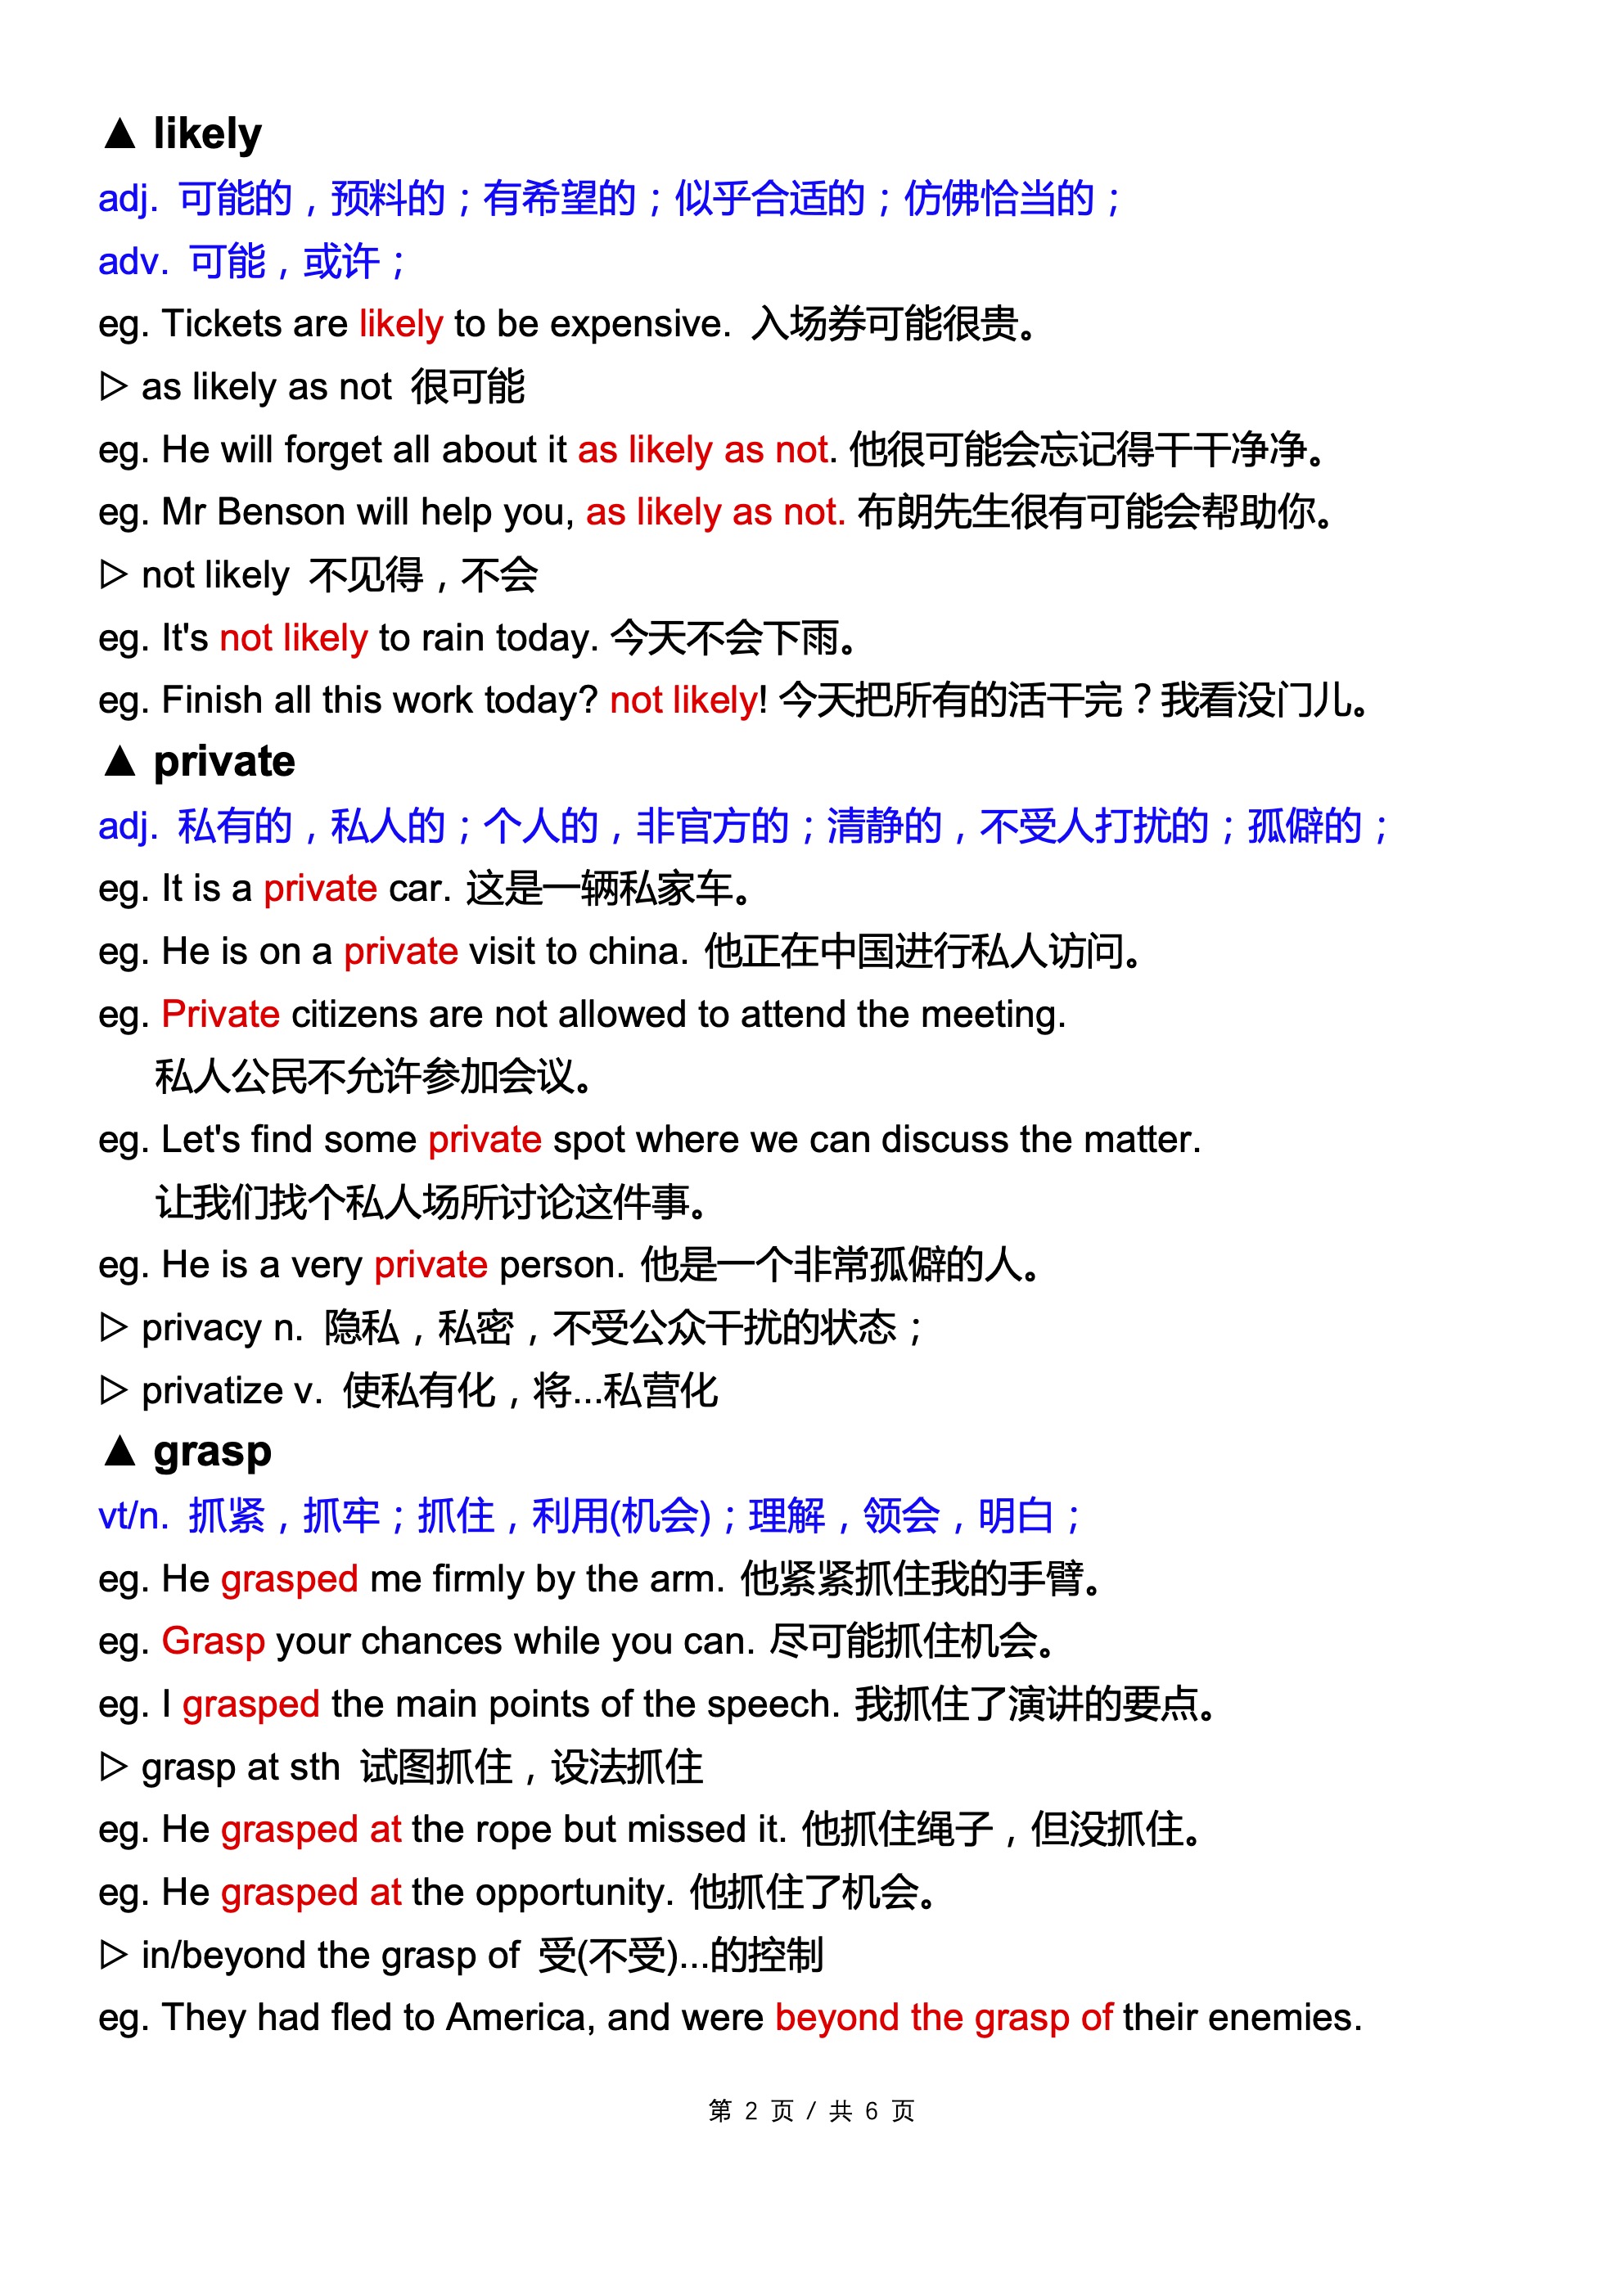 ▲ likely
adj. 可能的，预料的；有希望的；似乎合适的；仿佛恰当的；
adv. 可能，或许；
eg. Tickets are likely to be expensive. 入场券可能很贵。
▷ as likely as not 很可能
eg. He will forget all about it as likely as not. 他很可能会忘记得干干净净。
eg. Mr Benson will help you, as likely as not. 布朗先生很有可能会帮助你。
▷ not likely 不见得，不会
eg. It's not likely to rain today. 今天不会下雨。
eg. Finish all this work today? not likely! 今天把所有的活干完？我看没门儿。
▲ private
adj. 私有的，私人的；个人的，非官方的；清静的，不受人打扰的；孤僻的；
eg. It is a private car. 这是一辆私家车。
eg. He is on a private visit to china. 他正在中国进行私人访问。
eg. Private citizens are not allowed to attend the meeting.
私人公民不允许参加会议。
eg. Let's find some private spot where we can discuss the matter.
让我们找个私人场所讨论这件事。
eg. He is a very private person. 他是一个非常孤僻的人。
▷ privacy n. 隐私，私密，不受公众干扰的状态；
▷ privatize v. 使私有化，将...私营化
▲ grasp
vt/n. 抓紧，抓牢；抓住，利用(机会)；理解，领会，明白；
eg. He grasped me firmly by the arm. 他紧紧抓住我的手臂。
eg. Grasp your chances while you can. 尽可能抓住机会。
eg. I grasped the main points of the speech. 我抓住了演讲的要点。
▷ grasp at sth 试图抓住，设法抓住
eg. He grasped at the rope but missed it. 他抓住绳子，但没抓住。
eg. He grasped at the opportunity. 他抓住了机会。
▷ in/beyond the grasp of 受(不受)...的控制
eg. They had fled to America, and were beyond the grasp of their enemies.
第 2 页 / 共 6 页